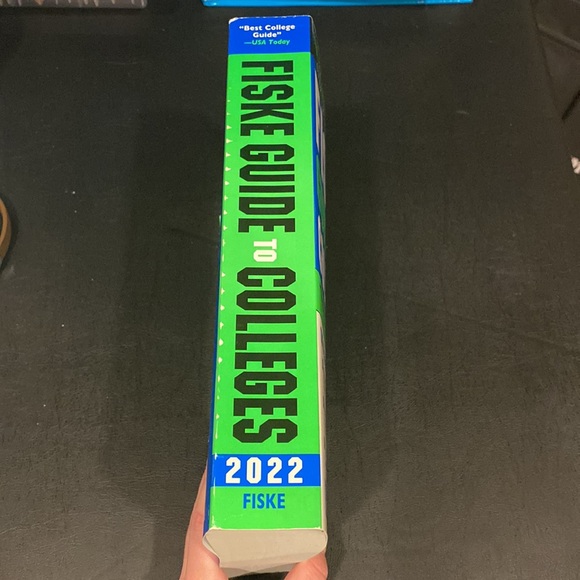 "Best College
Guide"
—USA Today
FISKE GUIDE TO COLLEGES
2022
FISKE